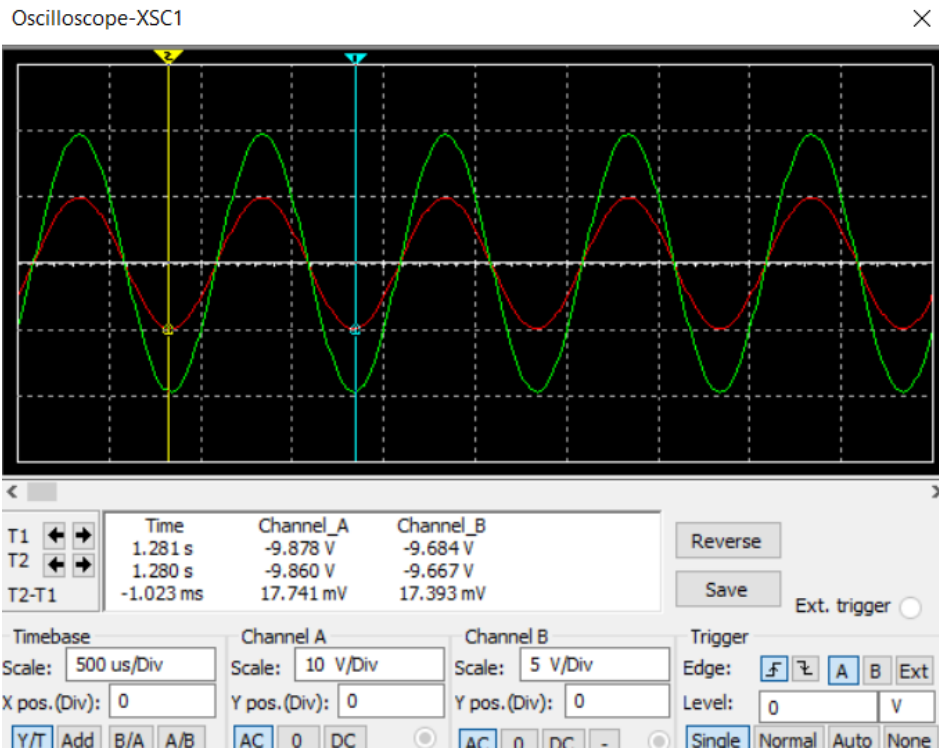 Oscilloscope-XSC1
2 1
Time Channel_A Channel_B
T1 1.281 s -9.878 V -9.684 V
T2 1.280 s -9.860 V -9.667 V
T2-T1 -1.023 ms 17.741 mV 17.393 mV
Reverse
Save
Ext. trigger
Timebase
Scale: 500 us/Div
X pos.(Div): 0
Y/T Add B/A A/B
Channel A
Scale: 10 V/Div
Y pos.(Div): 0
AC 0 DC
Channel B
Scale: 5 V/Div
Y pos.(Div): 0
AC 0 DC -
Trigger
Edge: A B Ext
Level: 0 V
Single Normal Auto None